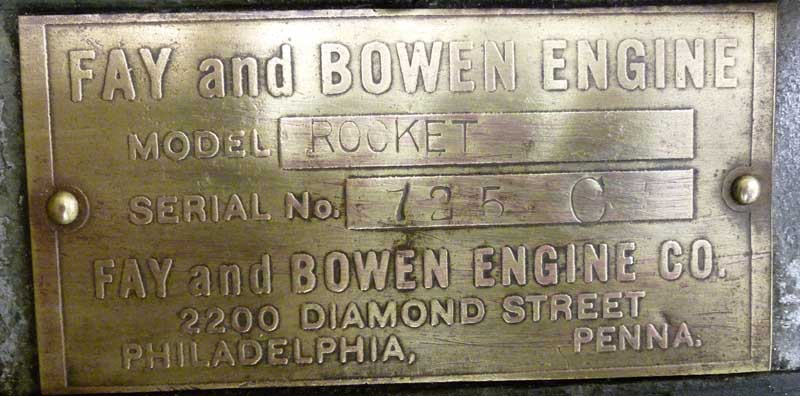 FAY and BOWEN ENGINE
MODEL ROCKET
SERIAL No. 725 C
FAY and BOWEN ENGINE CO.
2200 DIAMOND STREET
PHILADELPHIA, PENNA.